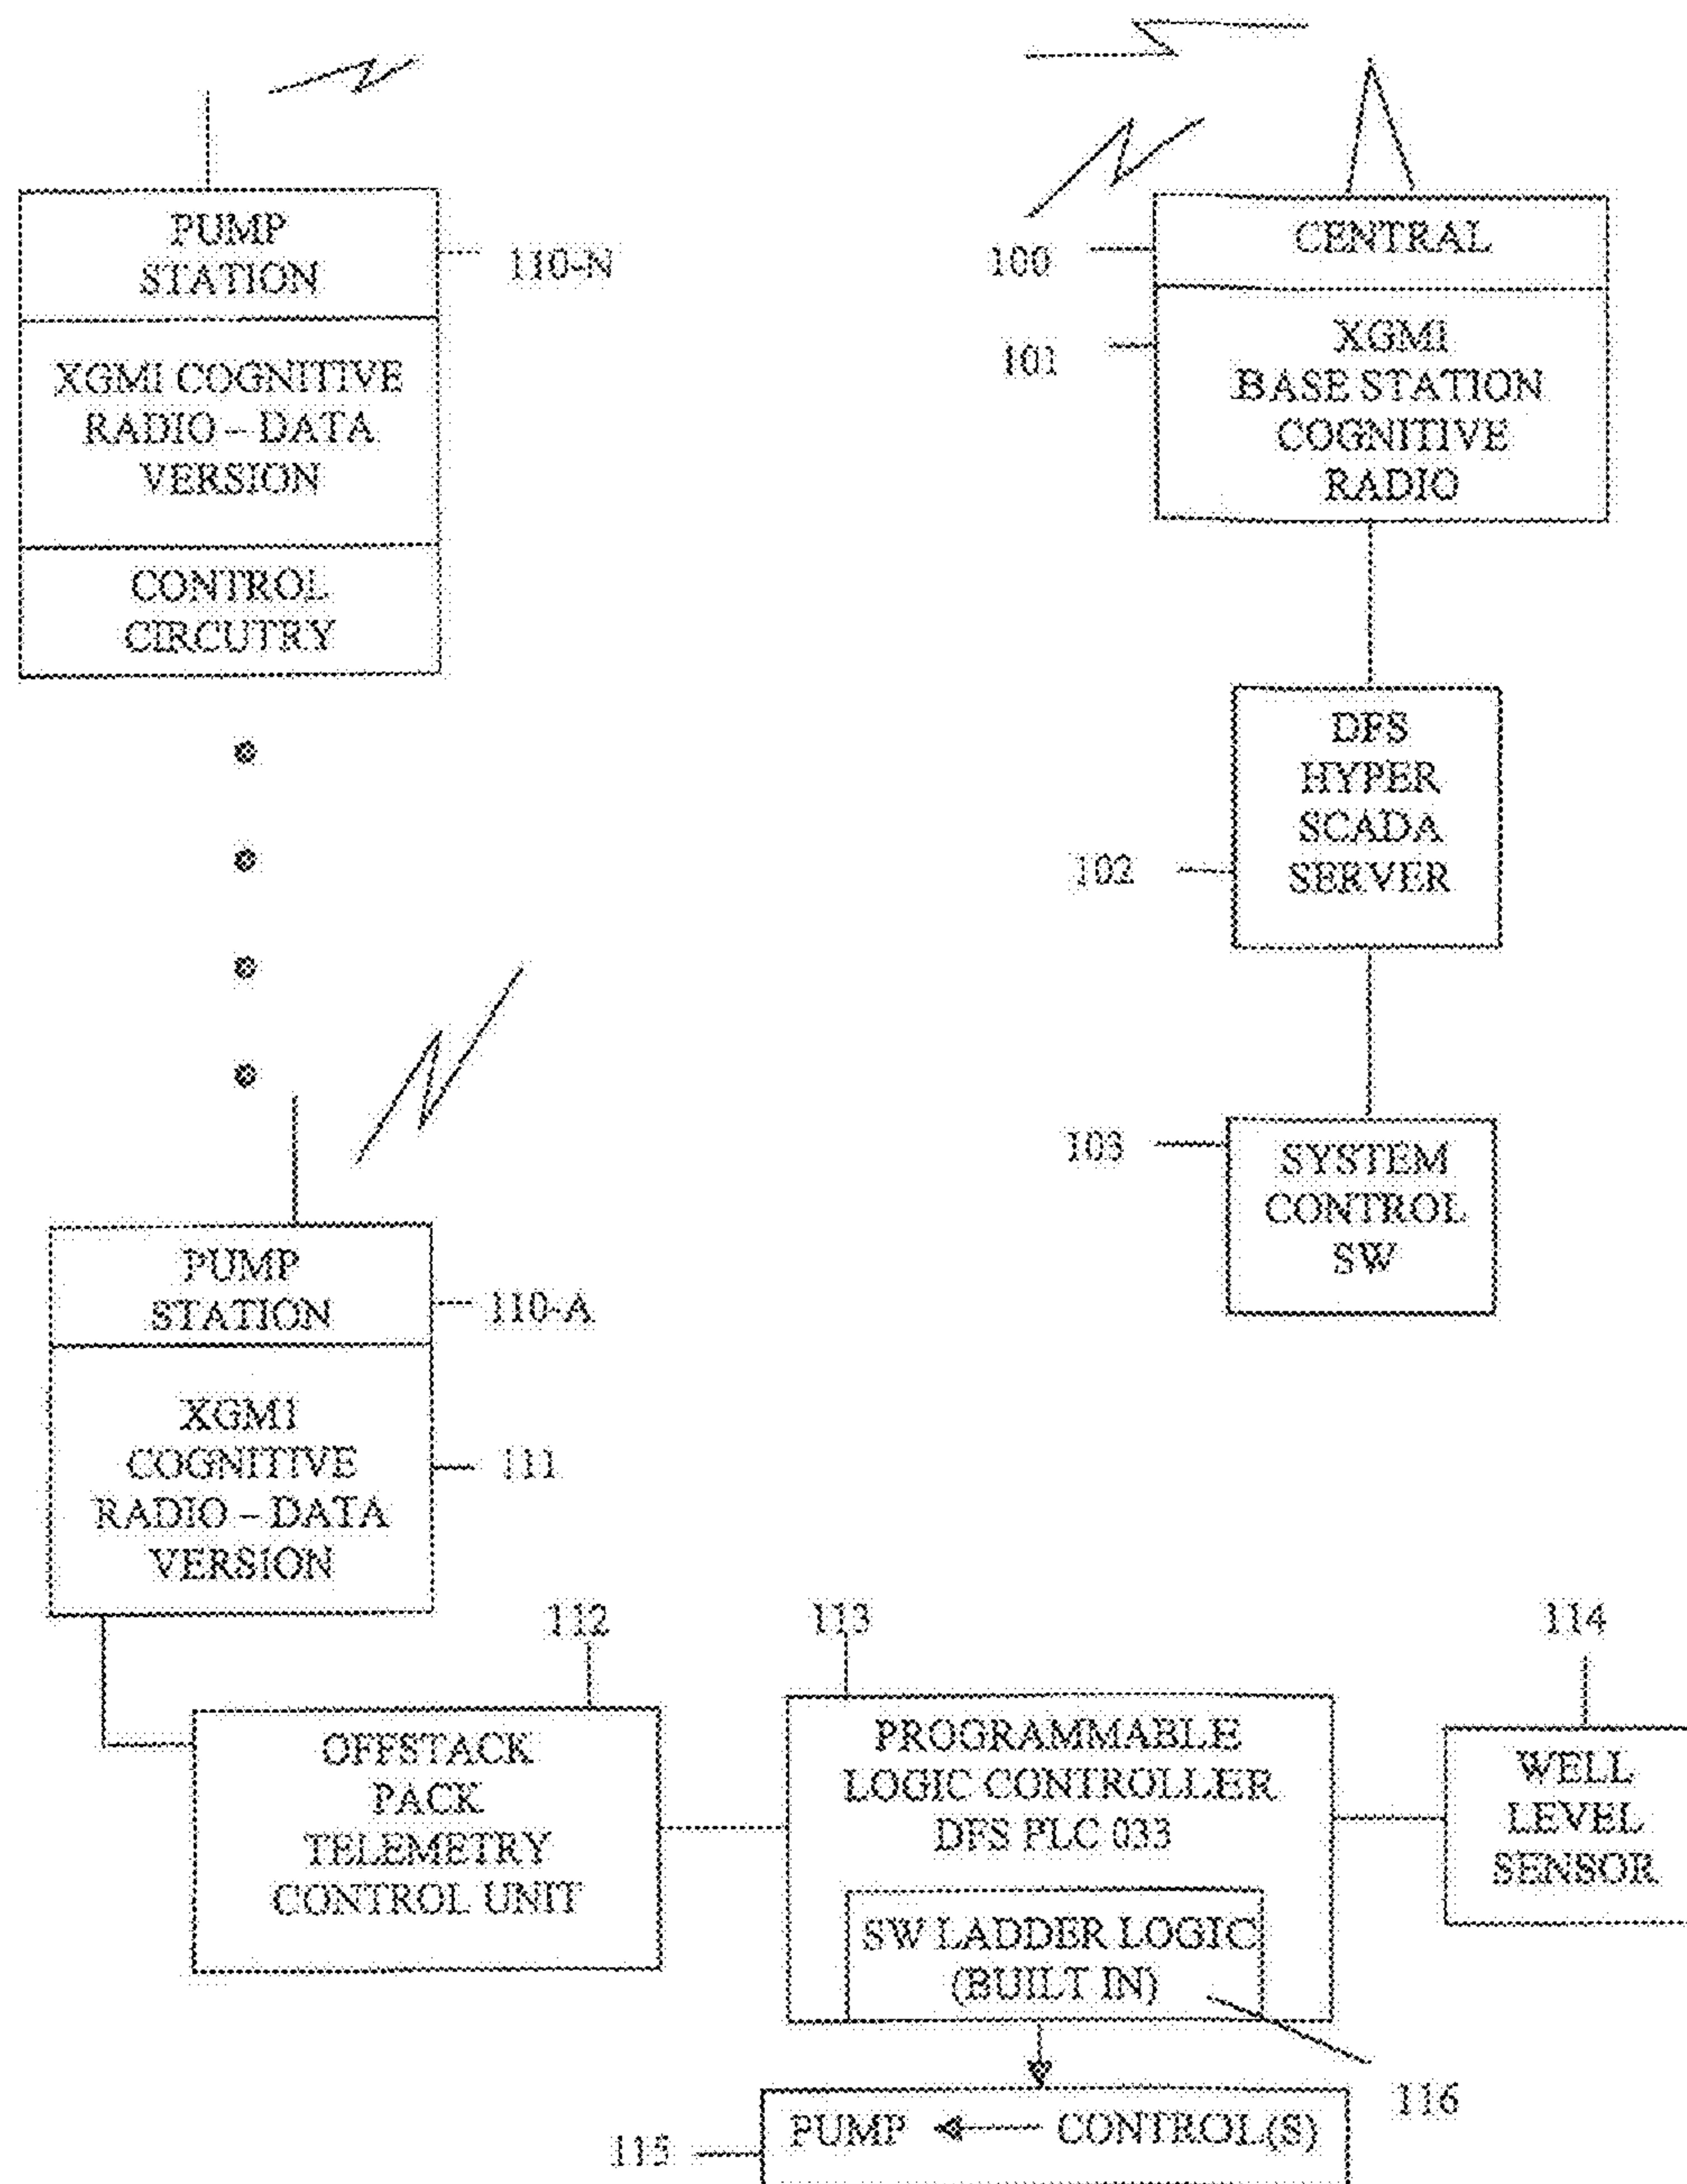 PUMP
STATION
110-N
XGMI COGNITIVE
RADIO – DATA
VERSION
CONTROL
CIRCUTRY
100
CENTRAL
101
XGMI
BASE STATION
COGNITIVE
RADIO
DFS
HYPER
SCADA
SERVER
102
103
SYSTEM
CONTROL
SW
PUMP
STATION
110-A
XGMI
COGNITIVE
RADIO – DATA
VERSION
111
112
OFFSTACK
PACK
TELEMETRY
CONTROL UNIT
113
PROGRAMMABLE
LOGIC CONTROLLER
DFS PLC 033
SW LADDER LOGIC
(BUILT IN)
114
WELL
LEVEL
SENSOR
116
115
PUMP CONTROL(S)